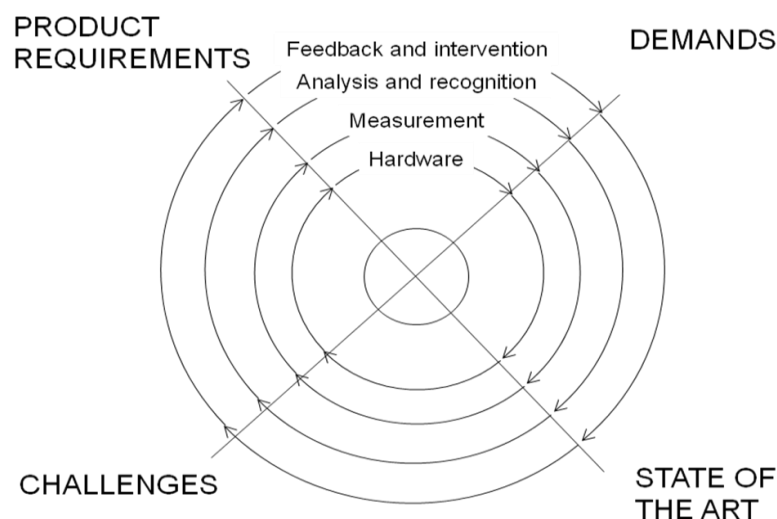 PRODUCT
REQUIREMENTS
DEMANDS
Feedback and intervention
Analysis and recognition
Measurement
Hardware
CHALLENGES
STATE OF
THE ART